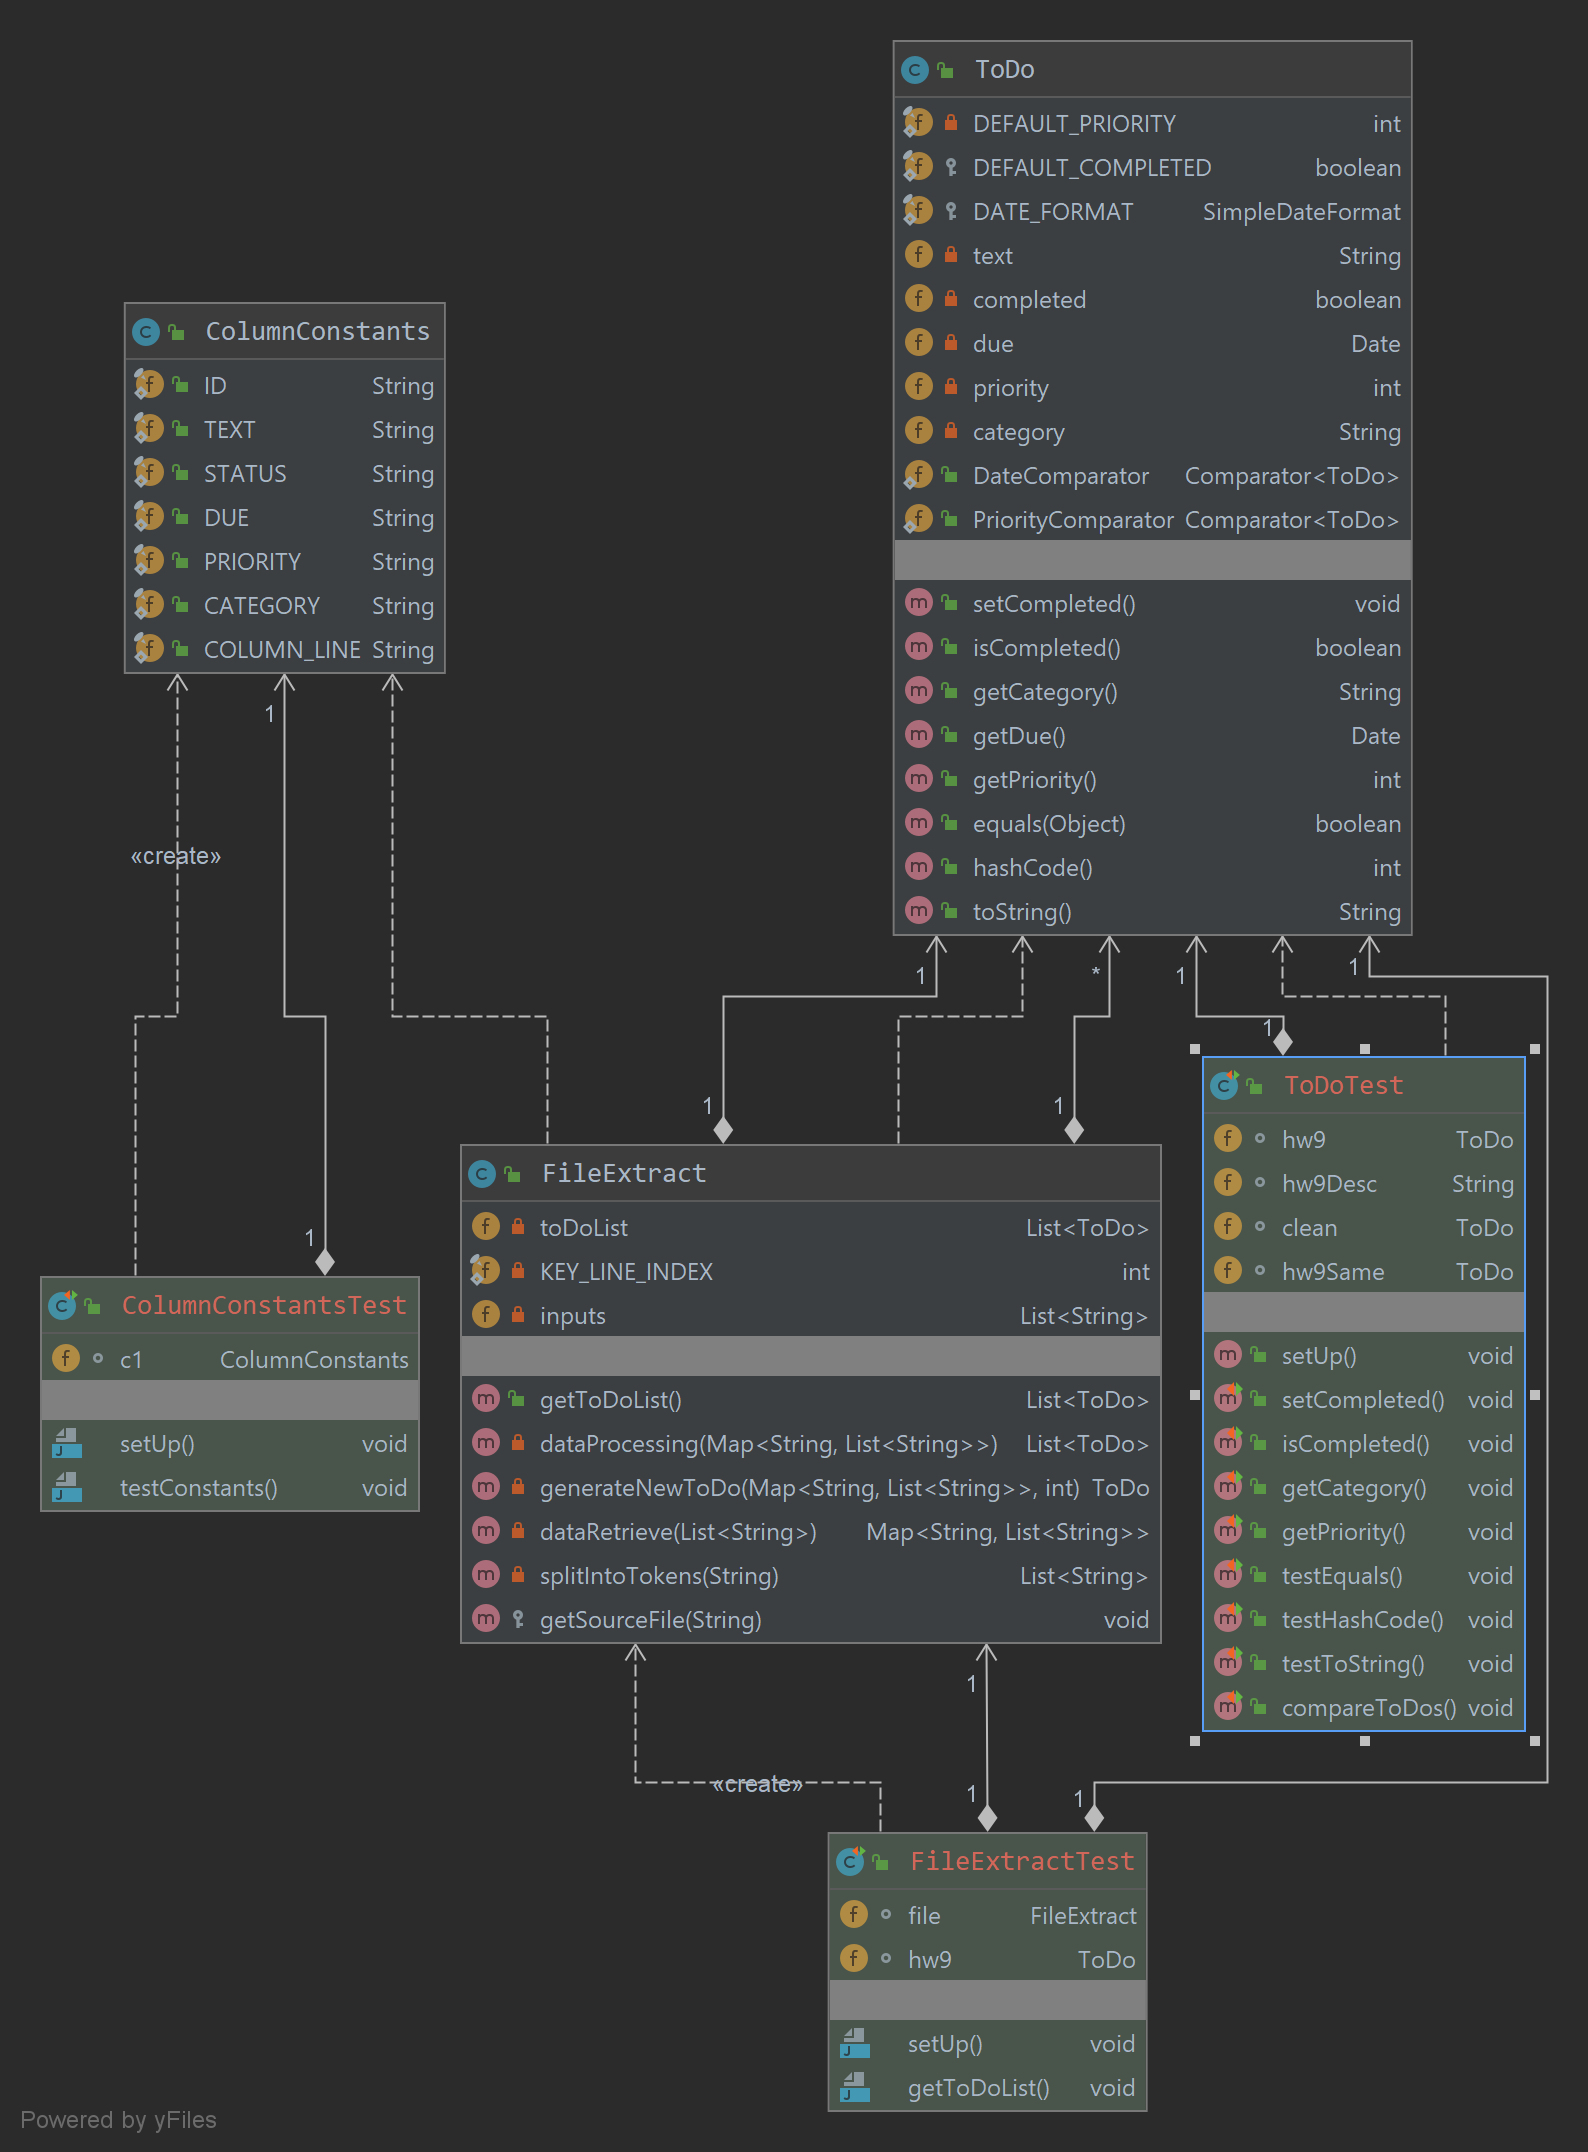 ToDo
DEFAULT_PRIORITY int
DEFAULT_COMPLETED boolean
DATE_FORMAT SimpleDateFormat
text String
completed boolean
due Date
priority int
category String
DateComparator Comparator<ToDo>
PriorityComparator Comparator<ToDo>
setCompleted() void
isCompleted() boolean
getCategory() String
getDue() Date
getPriority() int
equals(Object) boolean
hashCode() int
toString() String
ColumnConstants
ID String
TEXT String
STATUS String
DUE String
PRIORITY String
CATEGORY String
COLUMN_LINE String
1
«create»
1
*
1
1
1
1
1
1
ToDoTest
hw9 ToDo
hw9Desc String
clean ToDo
hw9Same ToDo
setUp() void
setCompleted() void
isCompleted() void
getCategory() void
getPriority() void
testEquals() void
testHashCode() void
testToString() void
compareToDos() void
FileExtract
toDoList List<ToDo>
KEY_LINE_INDEX int
inputs List<String>
getToDoList() List<ToDo>
dataProcessing(Map<String, List<String>>) List<ToDo>
generateNewToDo(Map<String, List<String>>, int) ToDo
dataRetrieve(List<String>) Map<String, List<String>>
splitIntoTokens(String) List<String>
getSourceFile(String) void
1
ColumnConstantsTest
c1 ColumnConstants
setUp() void
testConstants() void
1
«create»
1
1
FileExtractTest
file FileExtract
hw9 ToDo
setUp() void
getToDoList() void
Powered by yFiles